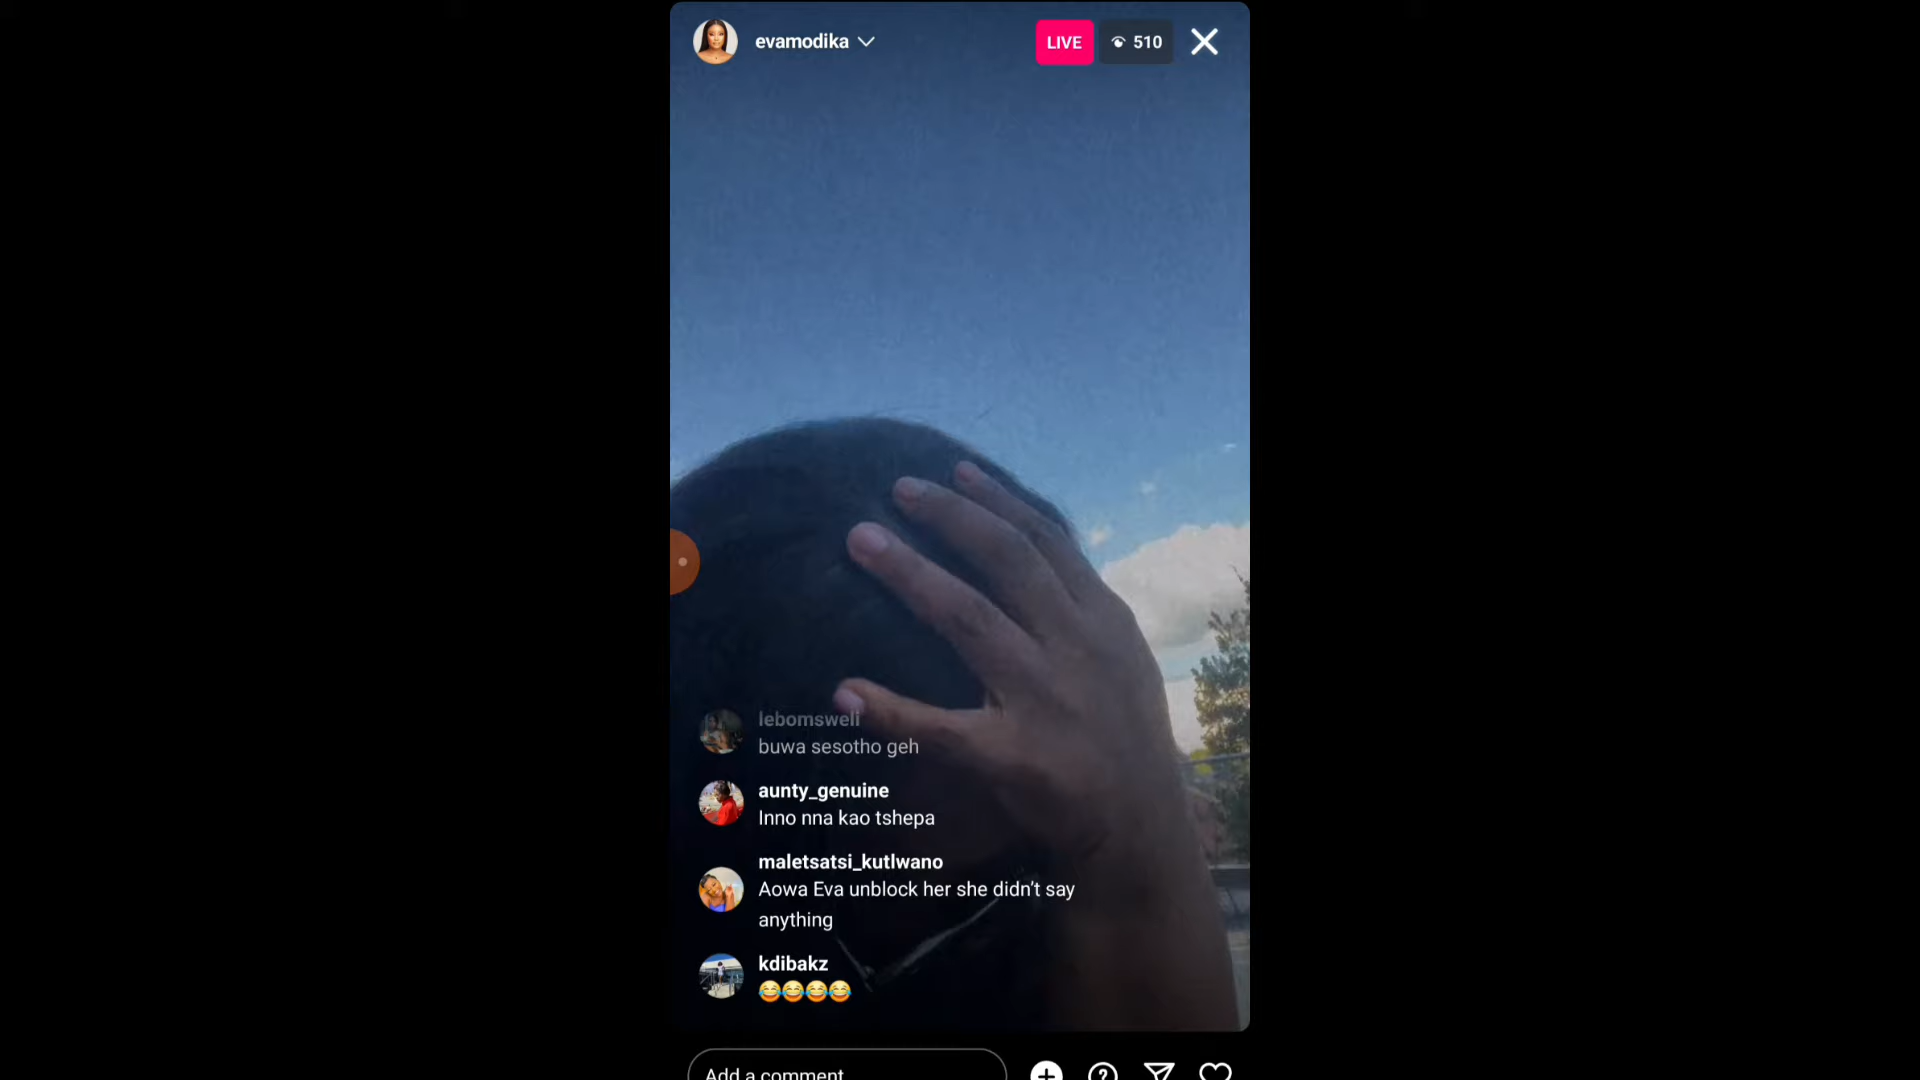 evamodika
LIVE
510
lebomsweli
buwa sesotho geh
aunty_genuine
Inno nna kao tshepa
maletsatsi_kutlwano
Aowa Eva unblock her she didn't say
anything
kdibakz
😂😂😂😂
Add a comment